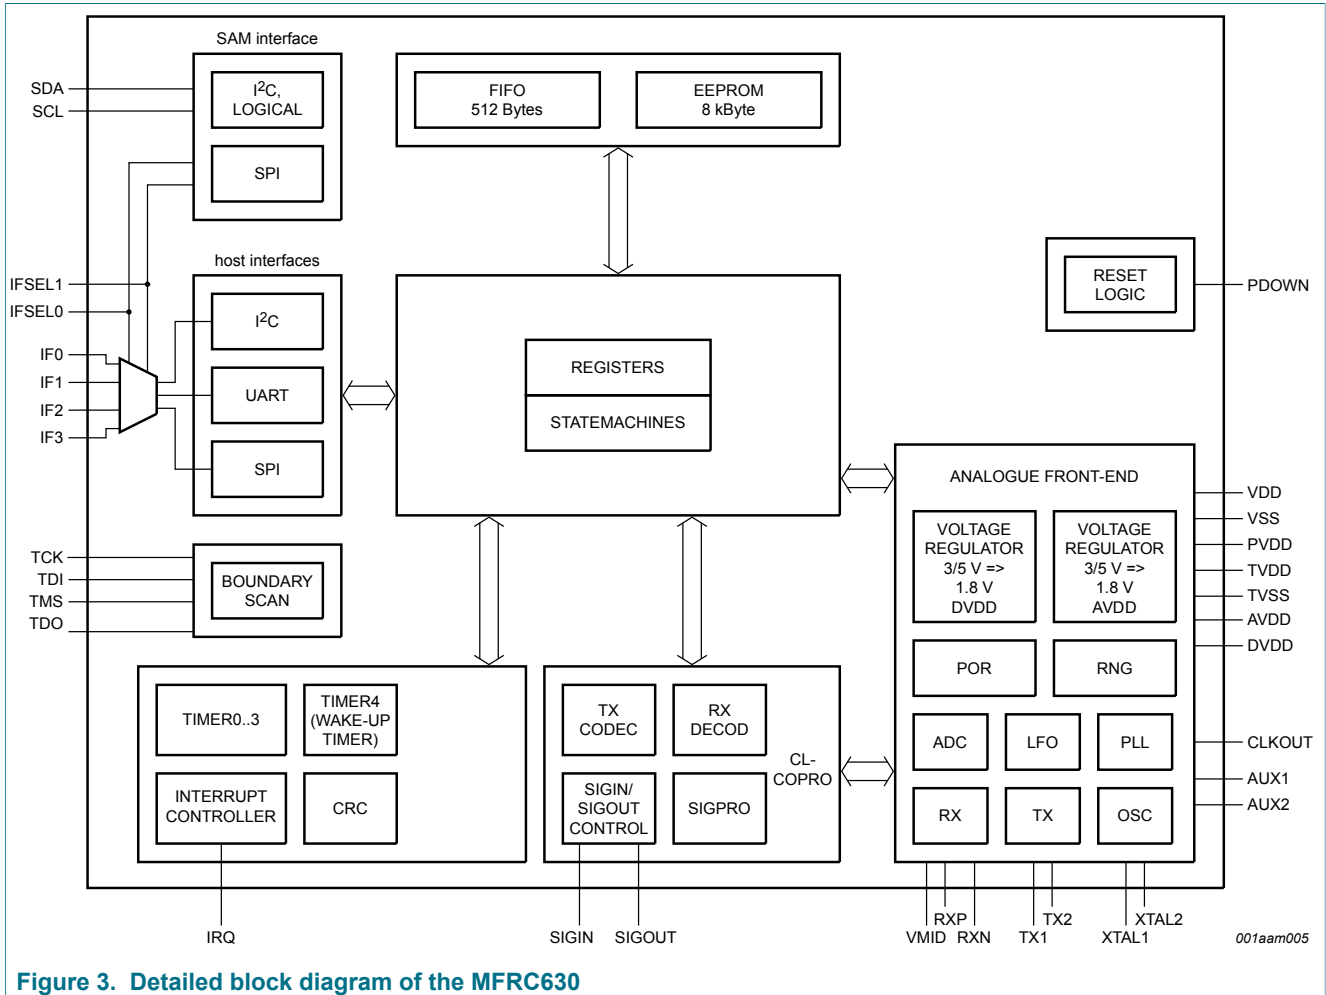 SAM interface
SDA
SCL
I2C,
LOGICAL
SPI
FIFO
512 Bytes
EEPROM
8 kByte
host interfaces
IFSEL1
IFSEL0
IF0
IF1
IF2
IF3
I2C
UART
SPI
REGISTERS
STATEMACHINES
RESET
LOGIC
PDOWN
TCK
TDI
TMS
TDO
BOUNDARY
SCAN
ANALOGUE FRONT-END
VOLTAGE
REGULATOR
3/5 V =>
1.8 V
DVDD
VOLTAGE
REGULATOR
3/5 V =>
1.8 V
AVDD
POR
RNG
ADC
LFO
PLL
RX
TX
OSC
VDD
VSS
PVDD
TVDD
TVSS
AVDD
DVDD
CLKOUT
AUX1
AUX2
TIMER0..3
TIMER4
(WAKE-UP
TIMER)
INTERRUPT
CONTROLLER
CRC
TX
CODEC
RX
DECOD
SIGIN/
SIGOUT
CONTROL
SIGPRO
CL-
COPRO
IRQ
SIGIN
SIGOUT
VMID
RXP
RXN
TX1
TX2
XTAL1
XTAL2
001aam005
Figure 3. Detailed block diagram of the MFRC630